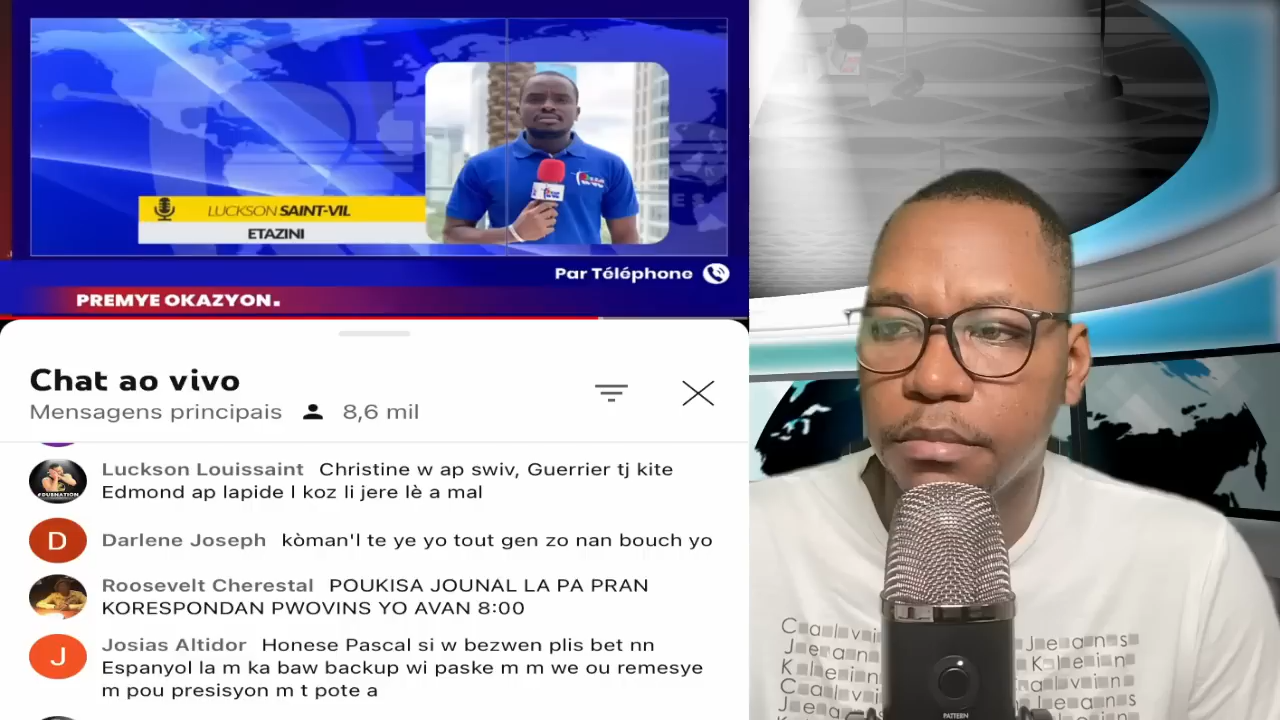 LUCKSON SAINT-VIL
ETAZINI
Par Téléphone
PREMYE OKAZYON.
Chat ao vivo
Mensagens principais 8,6 mil
Luckson Louissaint Christine w ap swiv, Guerrier tj kite
Edmond ap lapide l koz li jere lè a mal
D Darlene Joseph koman'l te ye yo tout gen zo nan bouch yo
Roosevelt Cherestal POUKISA JOUNAL LA PA PRAN
KORESPONDAN PWOVINS YO AVAN 8:00
J Josias Altidor Honese Pascal si w bezwen plis bet nn
Espanyol la m ka baw backup wi paske m m we ou remesye
m pou presisyon m t pote a
PATTERN